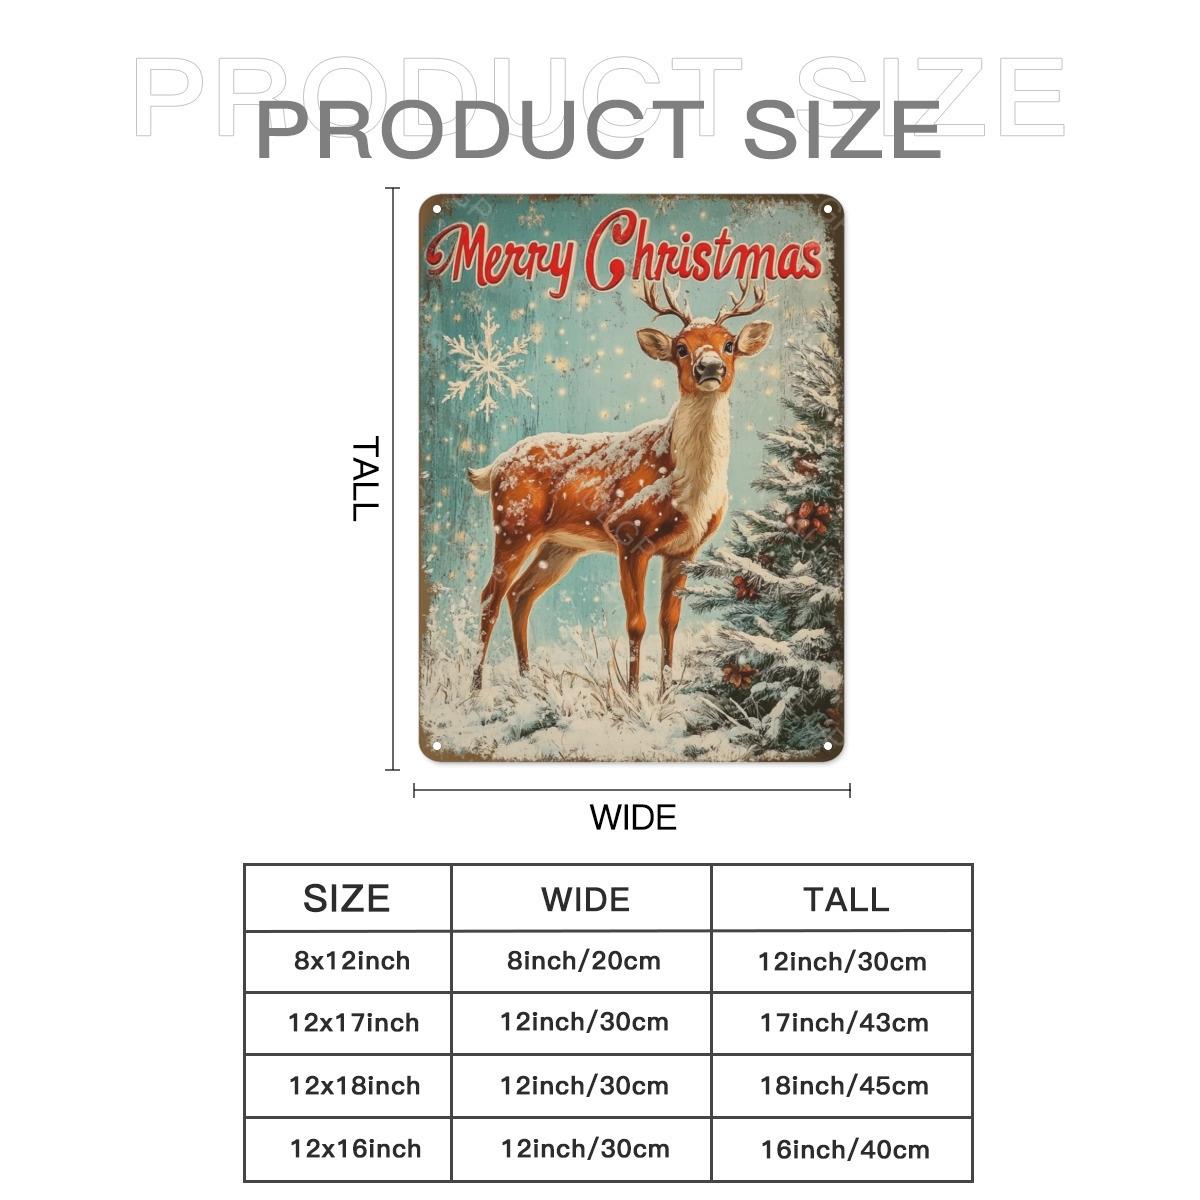 PRODUCT SIZE
PRODUCT SIZE
Merry Christmas
TALL
WIDE
SIZE WIDE TALL
8x12inch 8inch/20cm 12inch/30cm
12x17inch 12inch/30cm 17inch/43cm
12x18inch 12inch/30cm 18inch/45cm
12x16inch 12inch/30cm 16inch/40cm